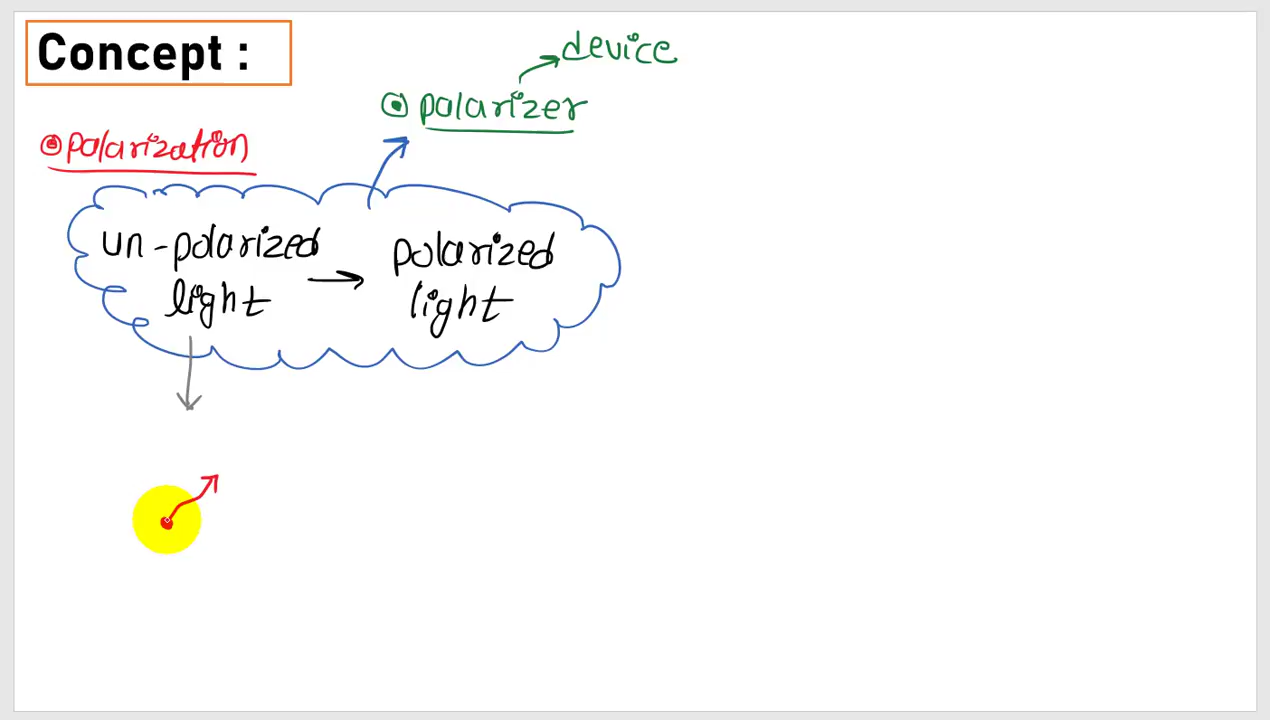 Concept :
device
polarizer
polarization
un-polarized polarized
light → light